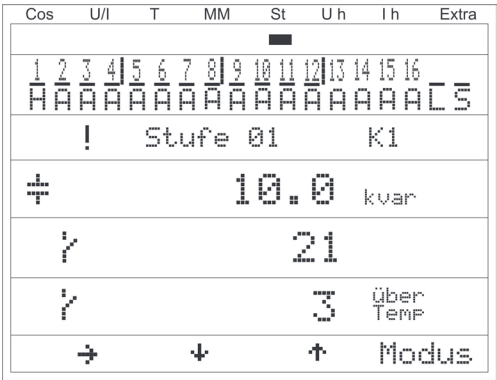 Cos U/I T MM St U h I h Extra
1 2 3 4 5 6 7 8 9 10 11 12 13 14 15 16
A A A A A A A A A A A A A A A A L S
! Stufe 01 K1
10.0 kvar
21
3 über Temp
→ ↓ ↑ Modus